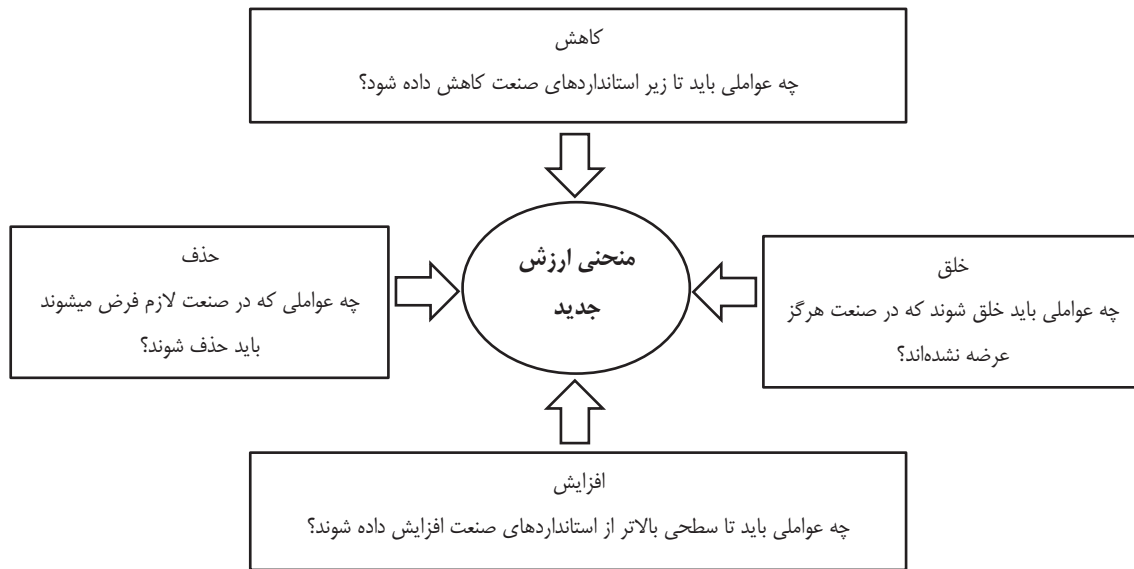 کاهش
چه عواملی باید تا زیر استانداردهای صنعت کاهش داده شود؟
منحنی ارزش
جدید
خلق
چه عواملی باید خلق شوند که در صنعت هرگز
عرضه نشده‌اند؟
حذف
چه عواملی که در صنعت لازم فرض میشوند
باید حذف شوند؟
افزایش
چه عواملی باید تا سطحی بالاتر از استانداردهای صنعت افزایش داده شوند؟